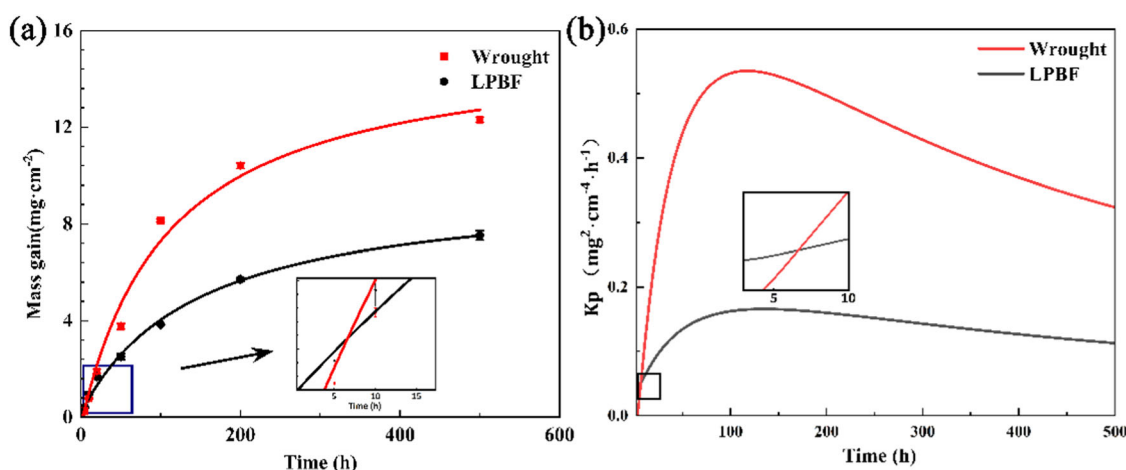 (a)
16
12
8
4
0
Mass gain(mg·cm⁻²)
Wrought
LPBF
5
10
15
Time (h)
0
200
400
600
Time (h)
(b)
0.6
0.4
0.2
0.0
Kp (mg²·cm⁻⁴·h⁻¹)
Wrought
LPBF
5
10
100
200
300
400
500
Time (h)